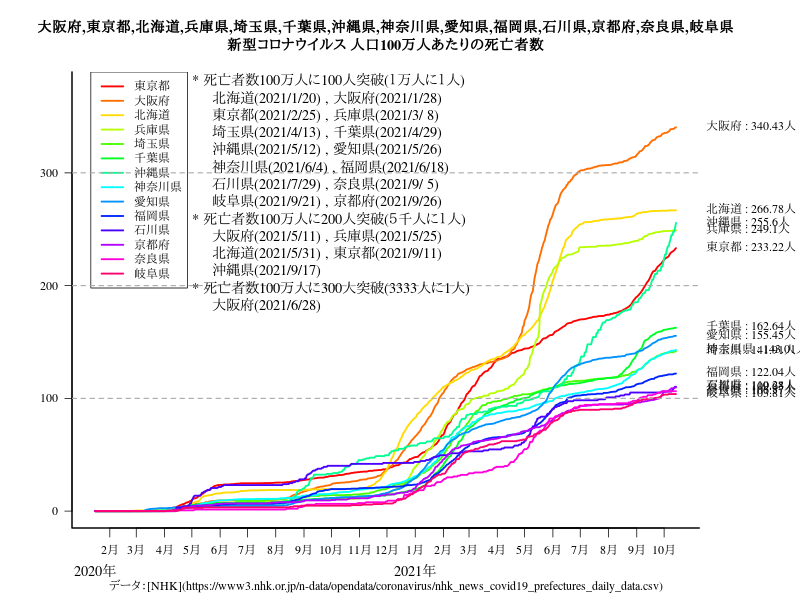 大阪府,東京都,北海道,兵庫県,埼玉県,千葉県,沖縄県,神奈川県,愛知県,福岡県,石川県,京都府,奈良県,岐阜県
新型コロナウイルス 人口100万人あたりの死亡者数
東京都
大阪府
北海道
兵庫県
埼玉県
千葉県
沖縄県
神奈川県
愛知県
福岡県
石川県
京都府
奈良県
岐阜県
* 死亡者数100万人に100人突破(1万人に1人)
北海道(2021/1/20) , 大阪府(2021/1/28)
東京都(2021/2/25) , 兵庫県(2021/3/ 8)
埼玉県(2021/4/13) , 千葉県(2021/4/29)
沖縄県(2021/5/12) , 愛知県(2021/5/26)
神奈川県(2021/6/4) , 福岡県(2021/6/18)
石川県(2021/7/29) , 奈良県(2021/9/ 5)
岐阜県(2021/9/21) , 京都府(2021/9/26)
* 死亡者数100万人に200人突破(5千人に1人)
大阪府(2021/5/11) , 兵庫県(2021/5/25)
北海道(2021/5/31) , 東京都(2021/9/11)
沖縄県(2021/9/17)
* 死亡者数100万人に300人突破(3333人に1人)
大阪府(2021/6/28)
300
200
100
0
大阪府 : 340.43人
北海道 : 266.78人
沖縄県 : 255.6人
兵庫県 : 249.1人
東京都 : 233.22人
千葉県 : 162.64人
愛知県 : 155.45人
福岡県 : 122.04人
岐阜県 : 103.81人
2月 3月 4月 5月 6月 7月 8月 9月 10月 11月 12月 1月 2月 3月 4月 5月 6月 7月 8月 9月 10月
2020年 2021年
データ：[NHK](https://www3.nhk.or.jp/n-data/opendata/coronavirus/nhk_news_covid19_prefectures_daily_data.csv)